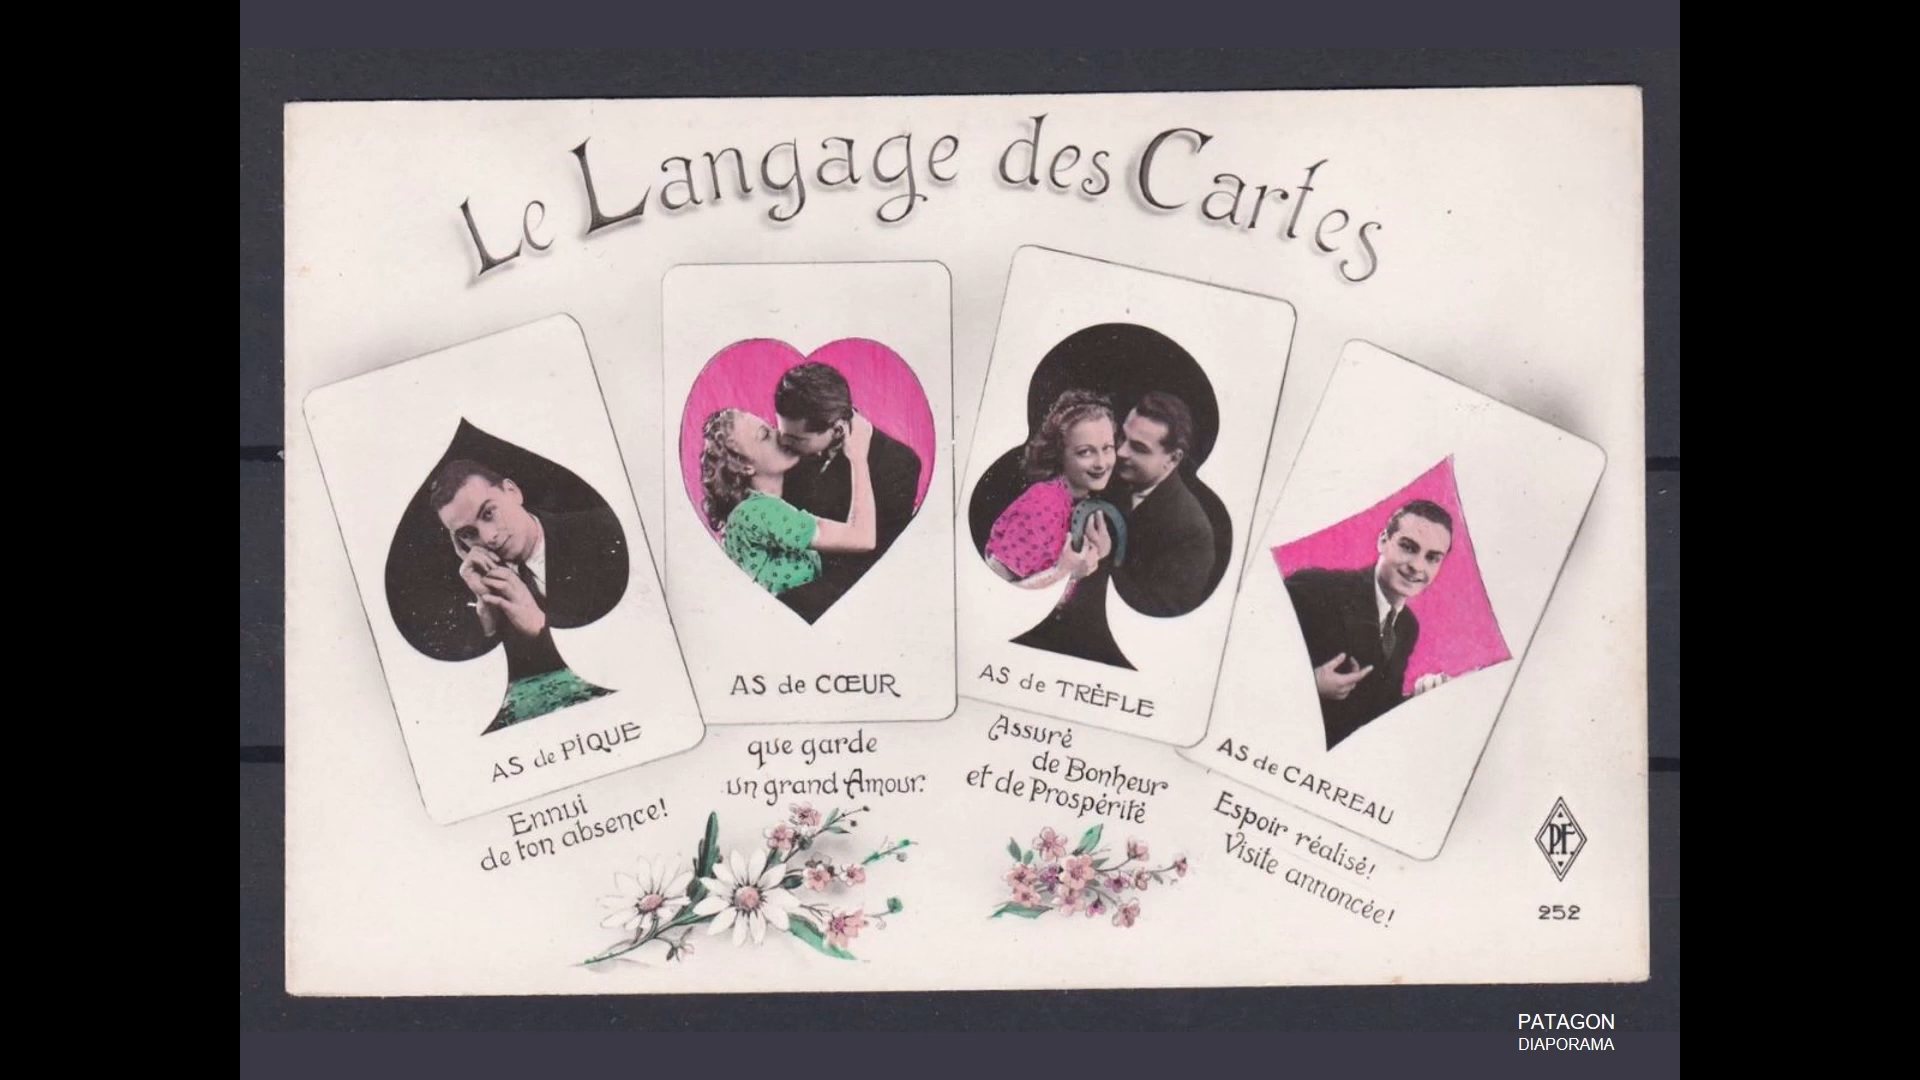 Le Langage des Cartes
AS de PIQUE
Ennui
de ton absence!
AS de CŒUR
que garde
un grand Amour.
AS de TRÈFLE
Assuré
de Bonheur
et de Prospérité
AS de CARREAU
Espoir réalisé!
Visite annoncée!
P.F.
252
PATAGON
DIAPORAMA